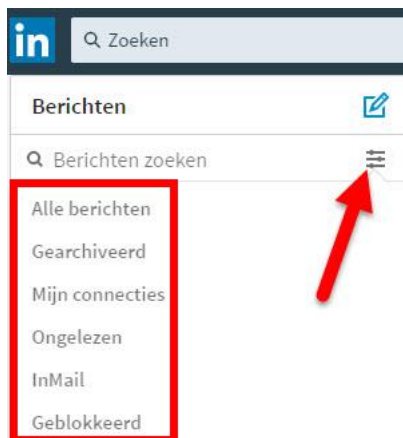 in Zoeken
Berichten
Berichten zoeken
Alle berichten
Gearchiveerd
Mijn connecties
Ongelezen
InMail
Geblokkeerd